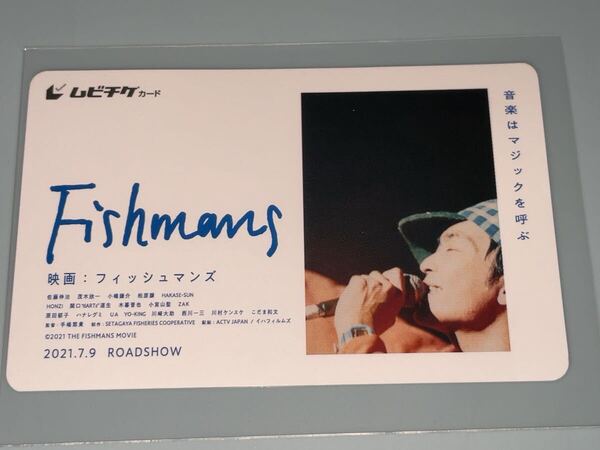 ムビチケカード
音楽はマジックを呼ぶ
Fishmans
映画：フィッシュマンズ
佐藤伸治 茂木欣一 小嶋謙介 柏原譲 HAKASE-SUN
HONZI 関口"dARTs"道生 木暮晋也 小宮山聖 ZAK
原田郁子 ハナレグミ UA YO-KING 川崎大助 西川一三 川村ケンスケ こだま和文
監督：手嶋悠貴 制作：SETAGAYA FISHERIES COOPERATIVE 製組：ACTV JAPAN / イハフィルムズ
©2021 THE FISHMANS MOVIE
2021.7.9 ROADSHOW